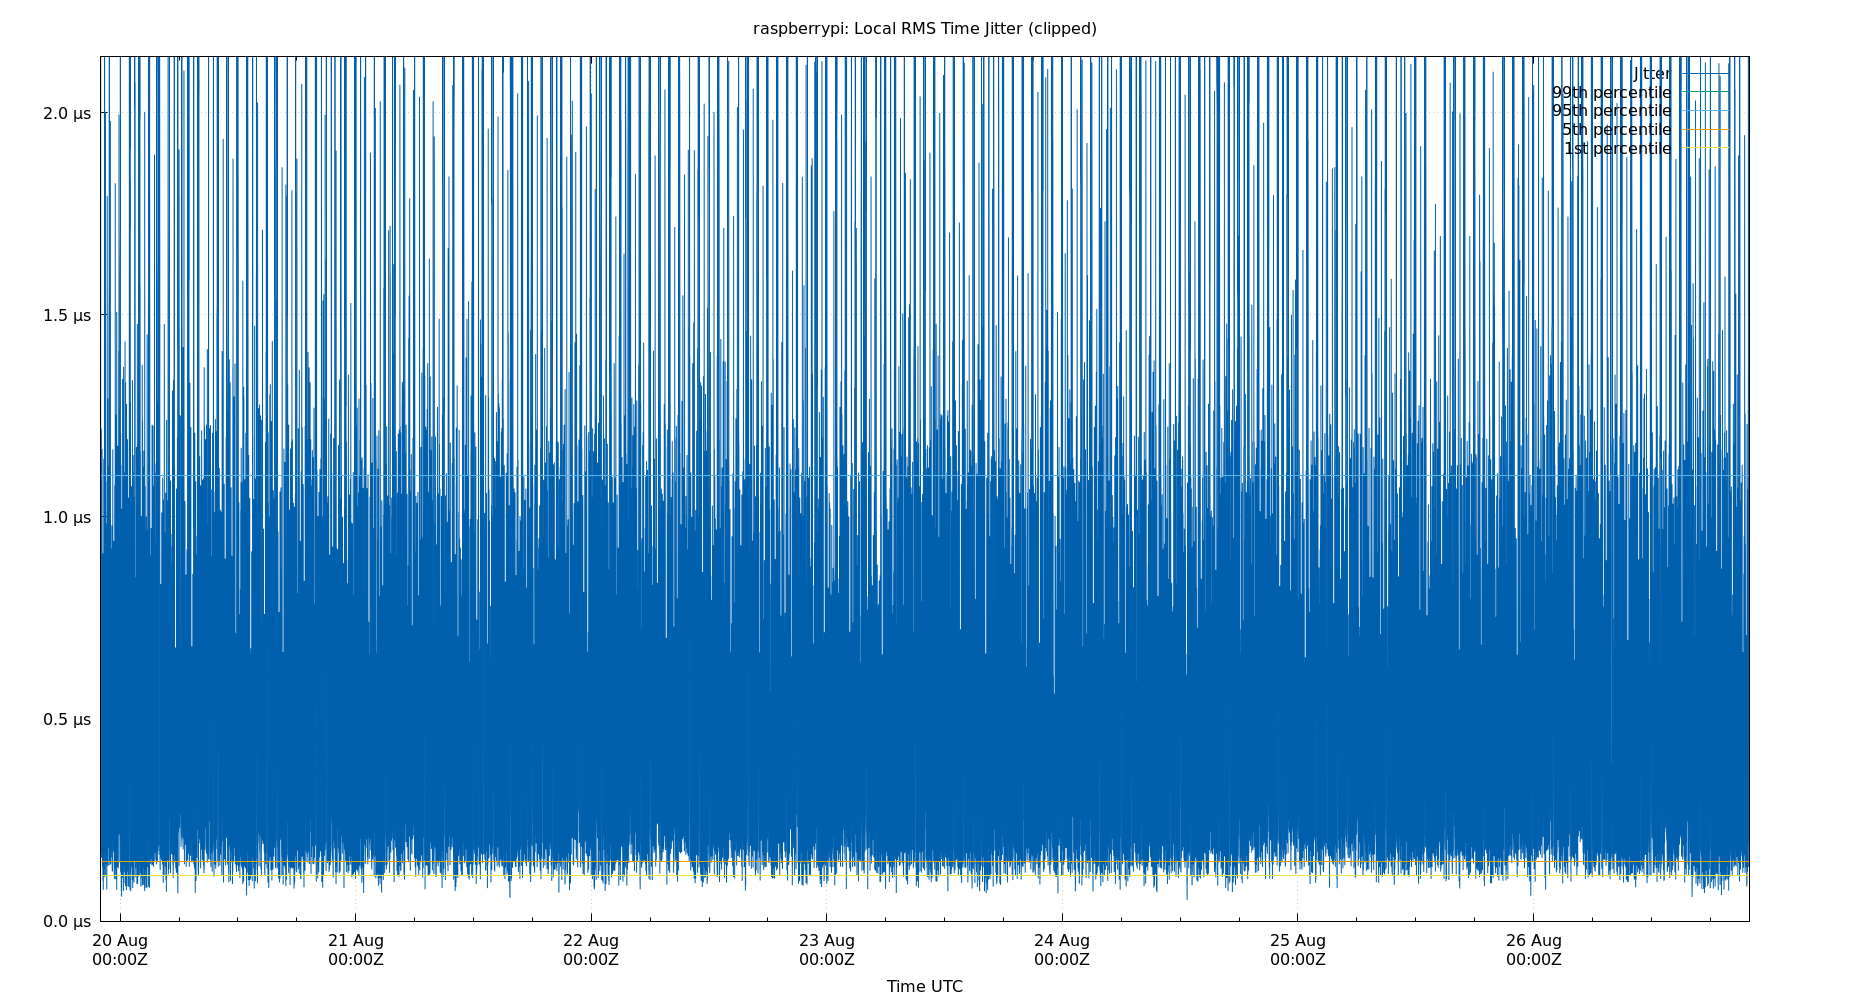 raspberrypi: Local RMS Time Jitter (clipped)
Jitter
99th percentile
95th percentile
5th percentile
1st percentile
2.0 µs
1.5 µs
1.0 µs
0.5 µs
0.0 µs
20 Aug
00:00Z
21 Aug
00:00Z
22 Aug
00:00Z
23 Aug
00:00Z
24 Aug
00:00Z
25 Aug
00:00Z
26 Aug
00:00Z
Time UTC